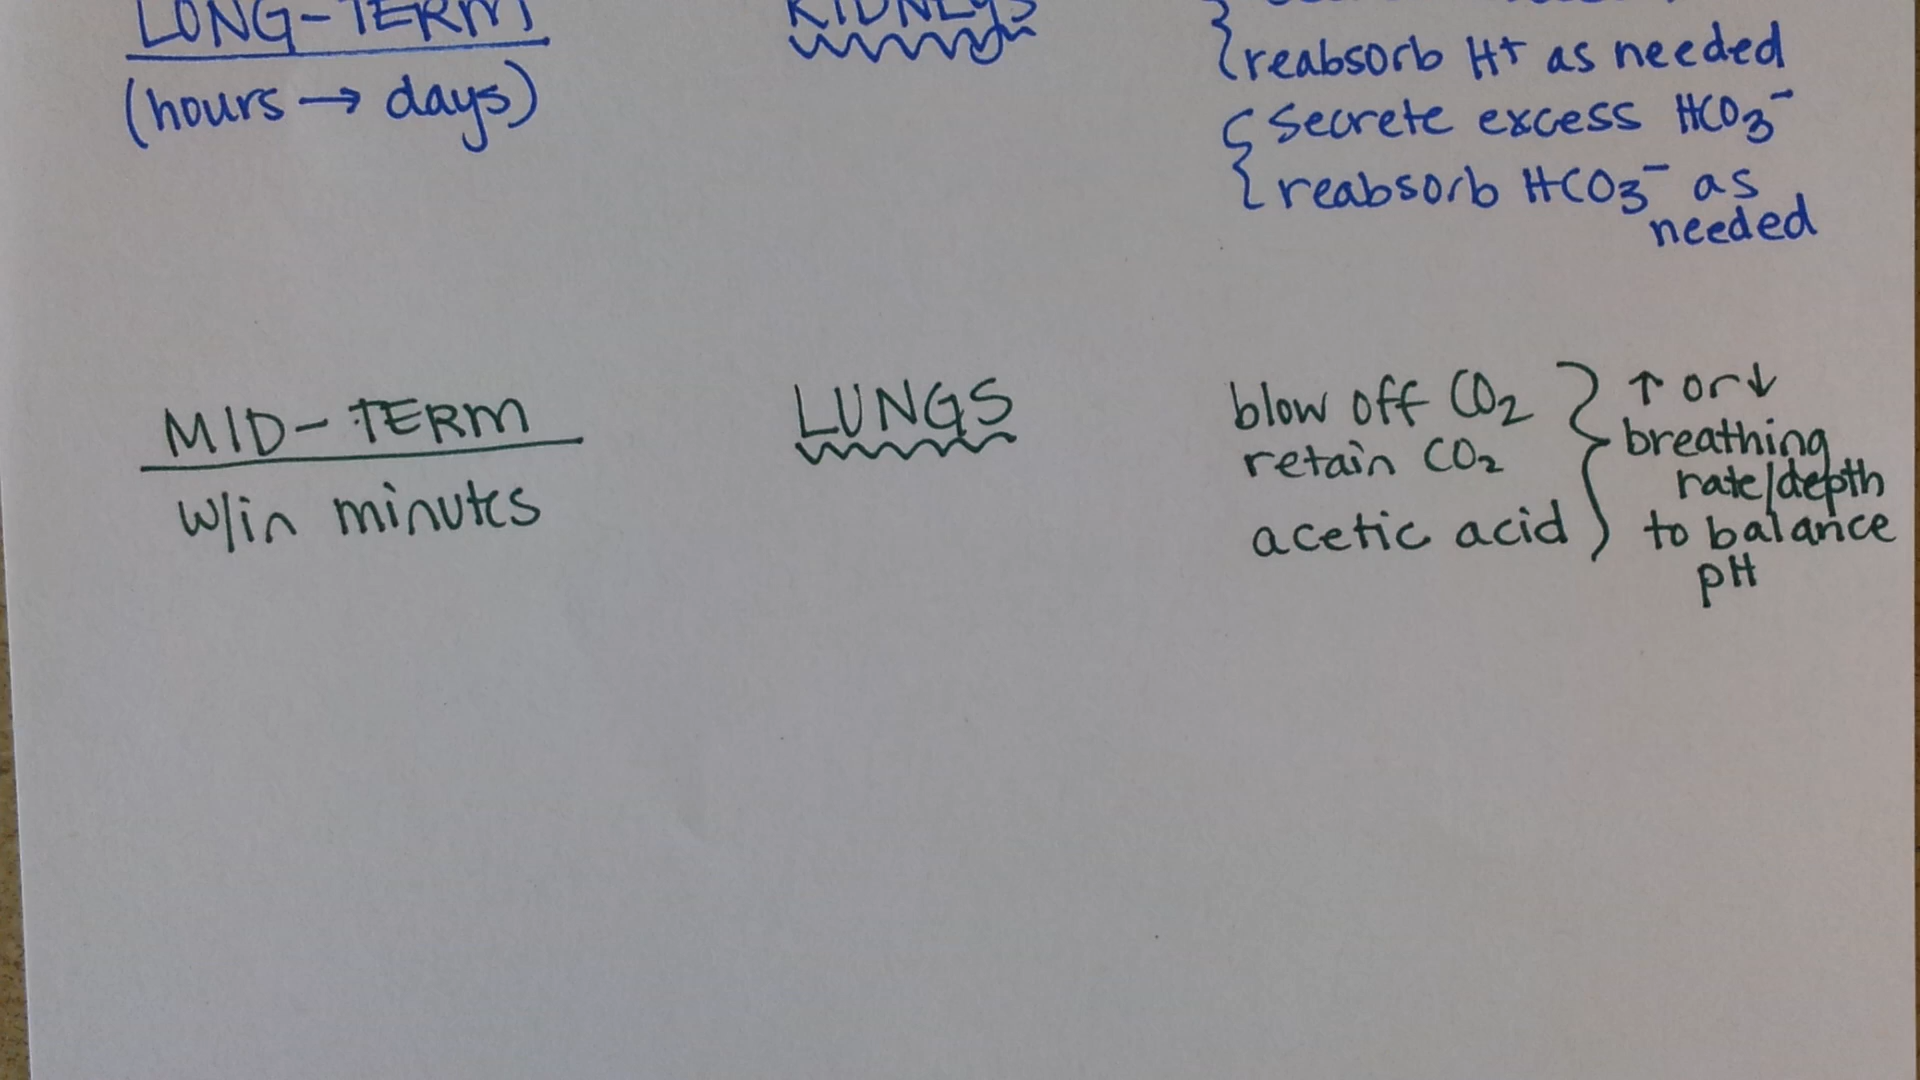 LONG-TERM
(hours → days)
KIDNEYS
reabsorb H+ as needed
secrete excess HCO3-
reabsorb HCO3- as
needed
MID-TERM
w/in minutes
LUNGS
blow off CO2
retain CO2
acetic acid
↑ or ↓
breathing
rate/depth
to balance
pH